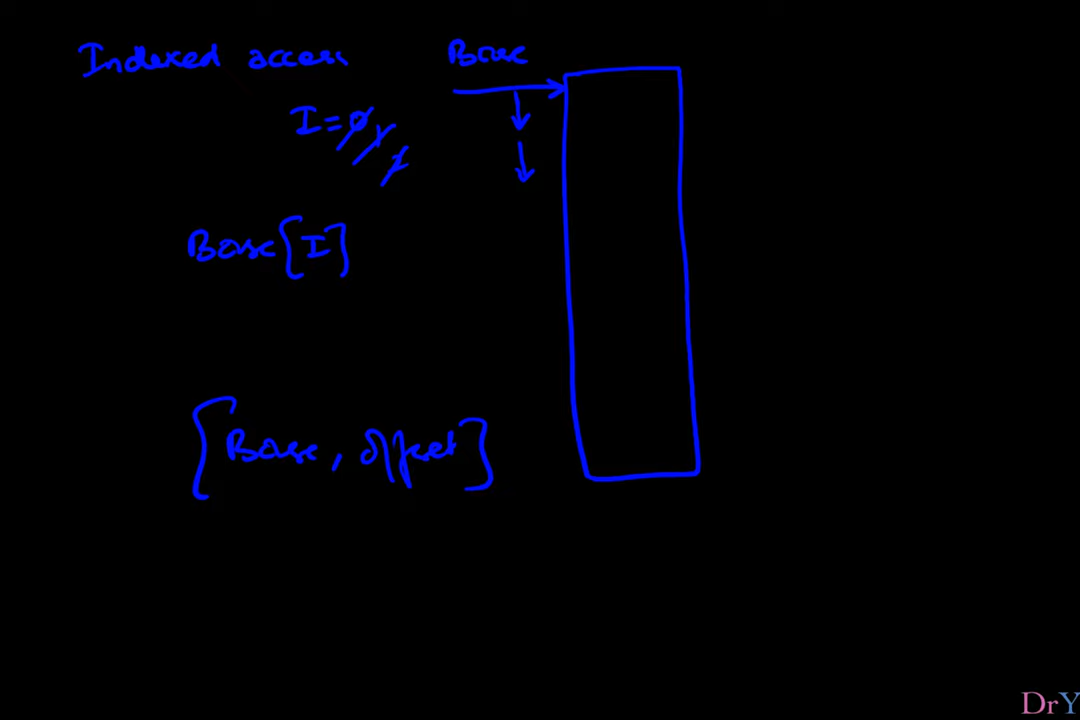 Indexed access
Base
I = 0 1 2
Base[I]
[Base, offset]
DrY